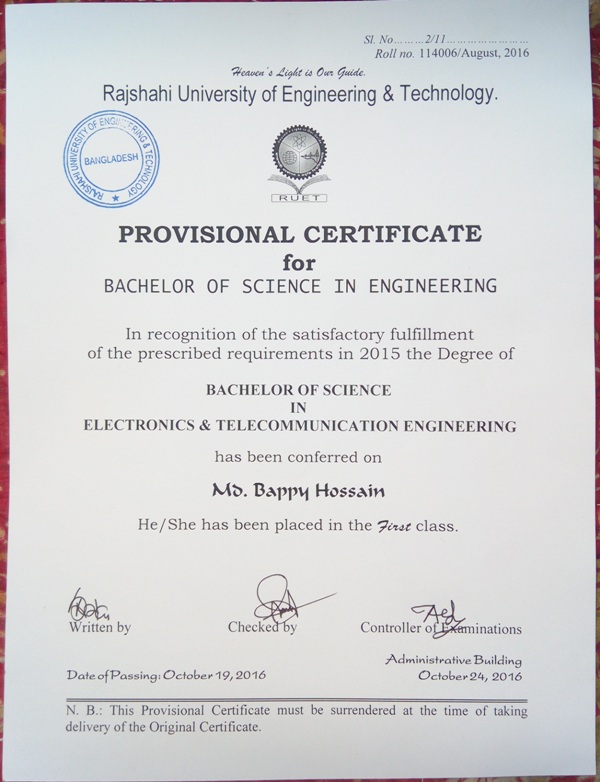 Sl. No........2/11........................
Roll no. 114006/August, 2016
Heaven's Light is Our Guide.
Rajshahi University of Engineering & Technology.
RAJSHAHI UNIVERSITY OF ENGINEERING & TECHNOLOGY
BANGLADESH
RUET
PROVISIONAL CERTIFICATE
for
BACHELOR OF SCIENCE IN ENGINEERING
In recognition of the satisfactory fulfillment
of the prescribed requirements in 2015 the Degree of
BACHELOR OF SCIENCE
IN
ELECTRONICS & TELECOMMUNICATION ENGINEERING
has been conferred on
Md. Bappy Hossain
He/She has been placed in the First class.
Written by
Checked by
Controller of Examinations
Administrative Building
Date of Passing: October 19, 2016
October 24, 2016
N. B.: This Provisional Certificate must be surrendered at the time of taking
delivery of the Original Certificate.